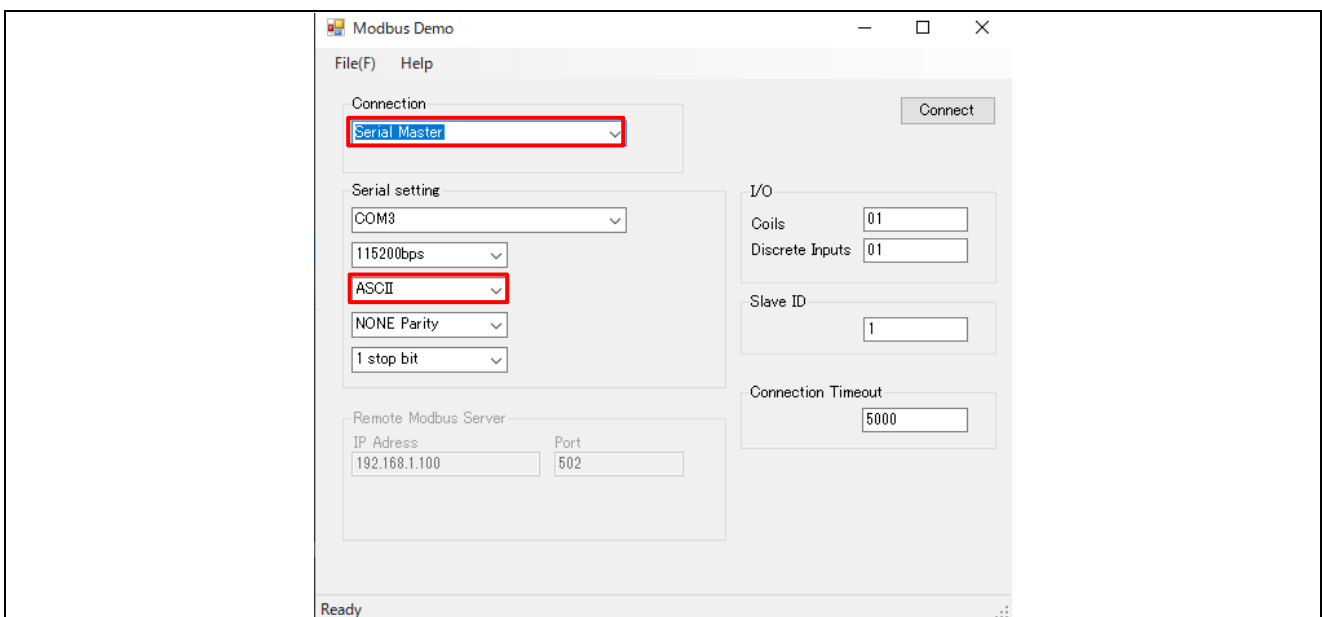 Modbus Demo
File(F) Help
Connection
Serial Master
Connect
Serial setting
COM3
115200bps
ASCII
NONE Parity
1 stop bit
I/O
Coils 01
Discrete Inputs 01
Slave ID
1
Connection Timeout
5000
Remote Modbus Server
IP Adress Port
192.168.1.100 502
Ready